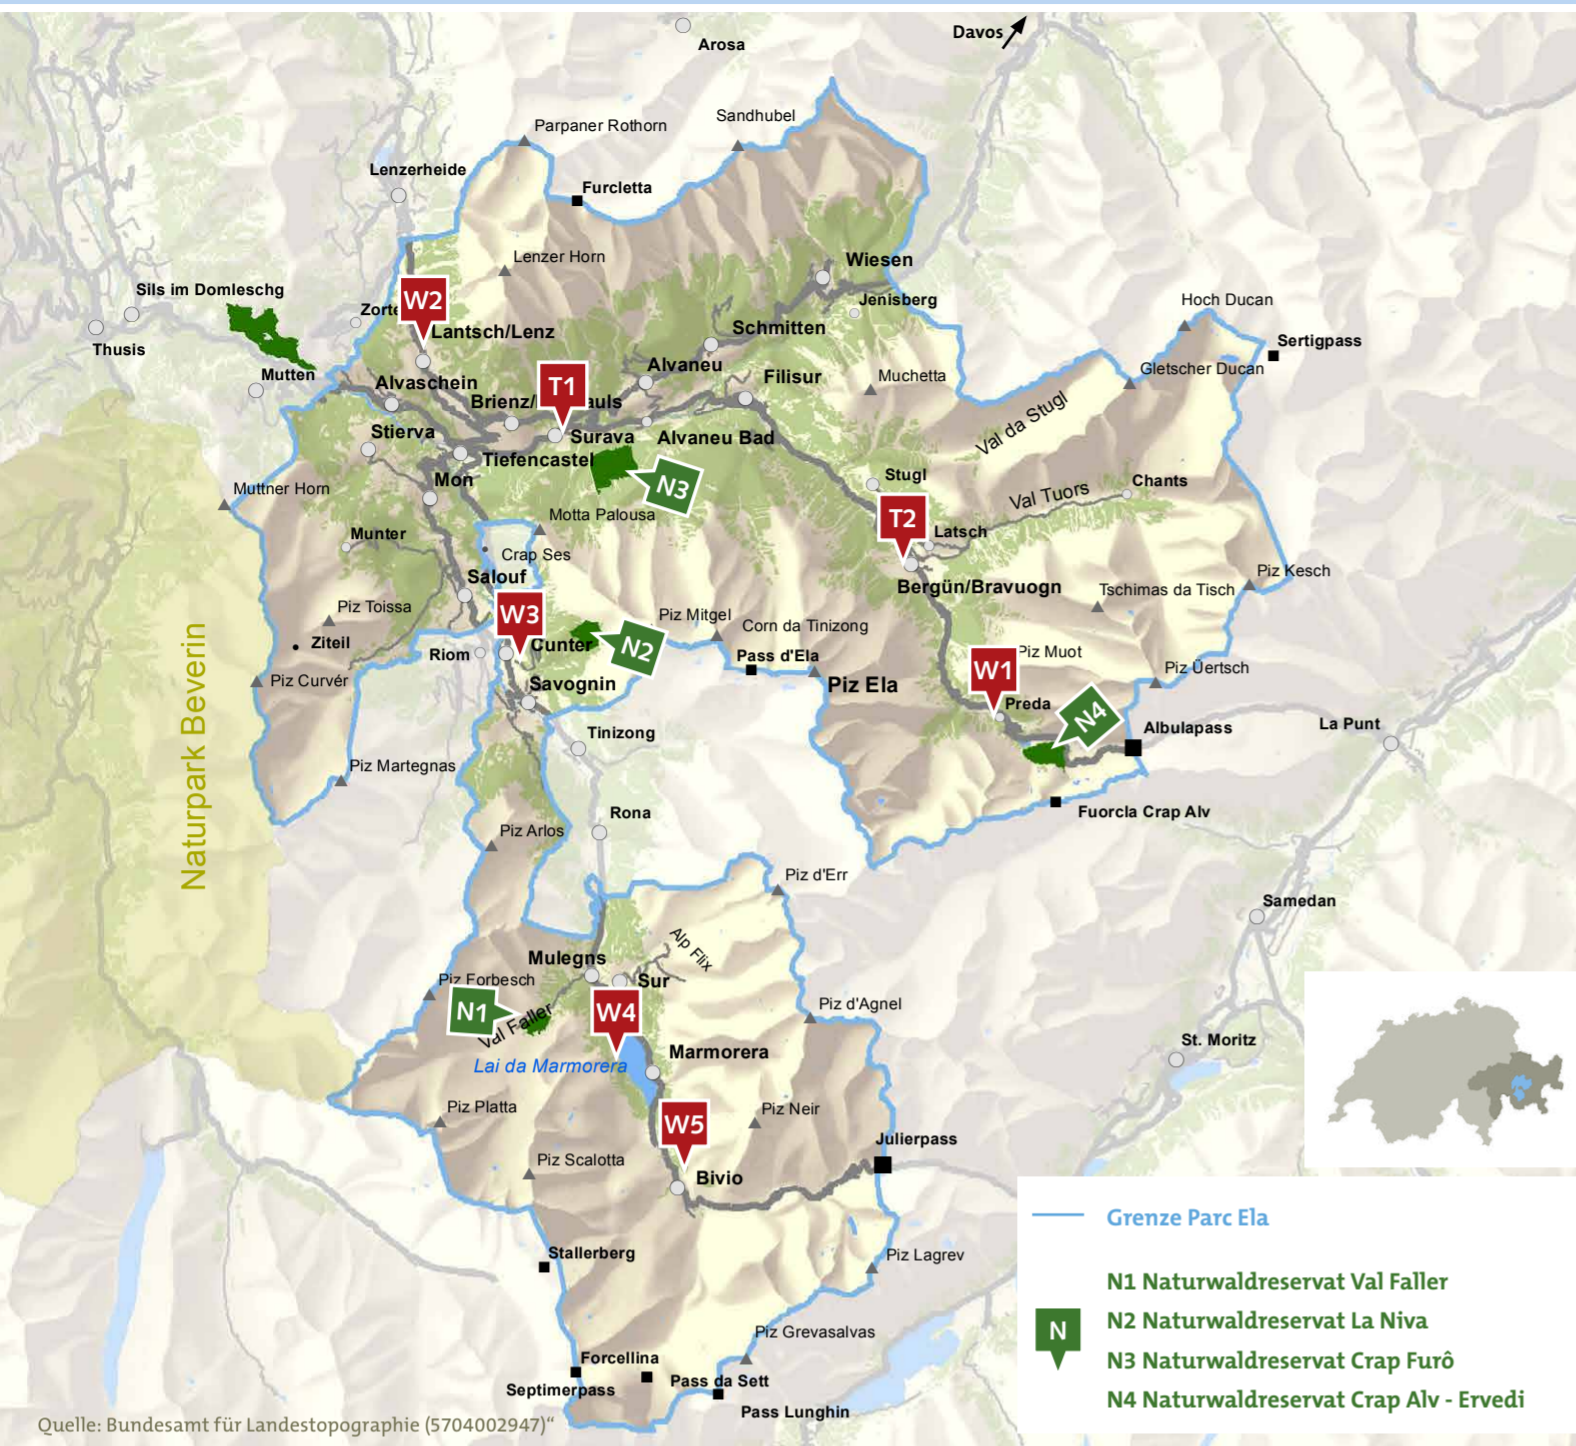 Davos
Arosa
Sandhubel
Parpaner Rothorn
Lenzerheide
Furcletta
Lenzer Horn
Wiesen
Sils im Domleschg
Jenisberg
Hoch Ducan
W2
Schmitten
Lantsch/Lenz
Sertigpass
Thusis
Alvaneu
Gletscher Ducan
Mutten
Filisur
Muchetta
Alvaschein
T1
Brienz/
auls
Val da Stugl
Stierva
Surava
Alvaneu Bad
Tiefencastel
Mon
Stugl
Chants
N3
Muttner Horn
Val Tuors
Motta Palousa
T2
Munter
Latsch
Crap Ses
Salouf
Piz Kesch
Bergün/Bravuogn
Tschimas da Tisch
Piz Toissa
W3
Piz Mitgel
Corn da Tinizong
Ziteil
Cunter
N2
Riom
Pass d'Ela
Piz Muot
Piz Üertsch
W1
Piz Curvér
Savognin
Piz Ela
Preda
N4
Albulapass
La Punt
Tinizong
Naturpark Beverin
Piz Martegnas
Rona
Fuorcla Crap Alv
Piz Arlos
Piz d'Err
Samedan
Alp Flix
Mulegns
Piz Forbesch
Sur
Piz d'Agnel
N1
W4
Val Faller
St. Moritz
Marmorera
Lai da Marmorera
Piz Platta
Piz Neir
W5
Julierpass
Piz Scalotta
Bivio
Stallerberg
Piz Lagrev
Piz Grevasalvas
Forcellina
Septimerpass
Pass da Sett
Pass Lunghin
Grenze Parc Ela
N1 Naturwaldreservat Val Faller
N
N2 Naturwaldreservat La Niva
N3 Naturwaldreservat Crap Furô
N4 Naturwaldreservat Crap Alv - Ervedi
Quelle: Bundesamt für Landestopographie (5704002947)“